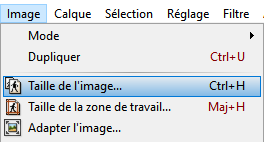 Image Calque Sélection Réglage Filtre
Mode
Dupliquer Ctrl+U
Taille de l'image... Ctrl+H
Taille de la zone de travail... Maj+H
Adapter l'image...